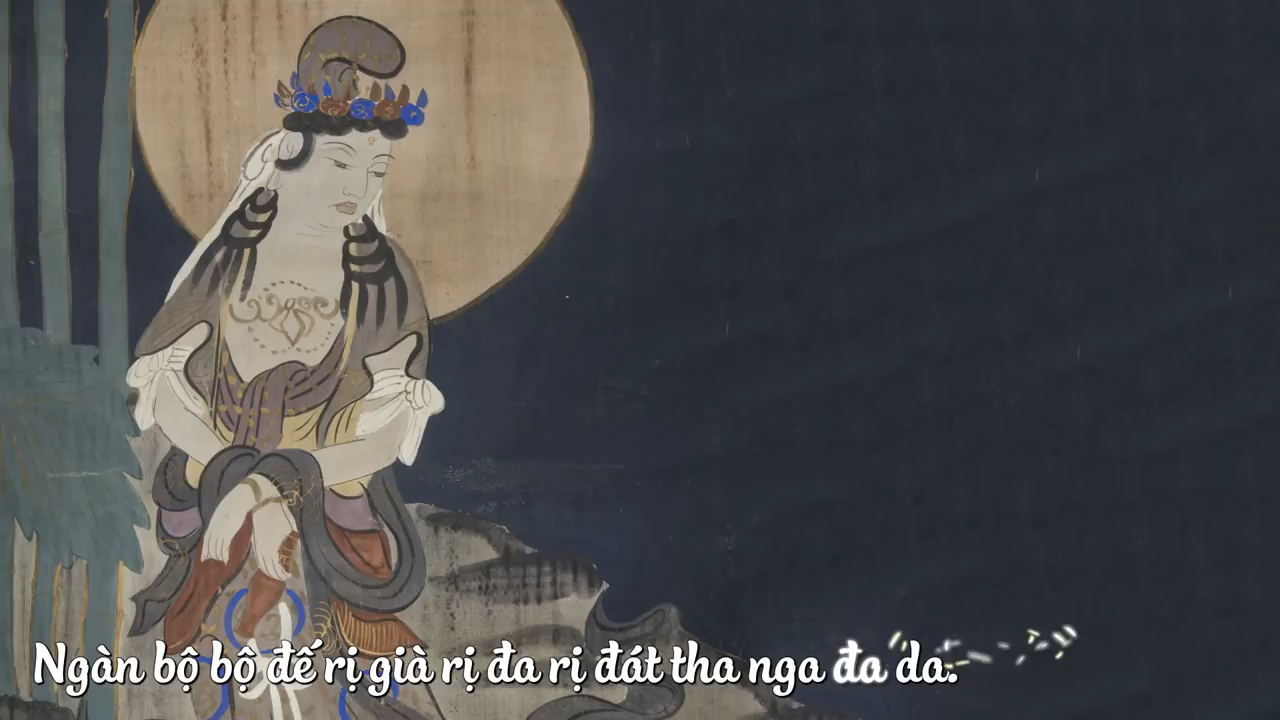 Ngàn bộ bộ đế rị già rị đa rị đát tha nga đa da.